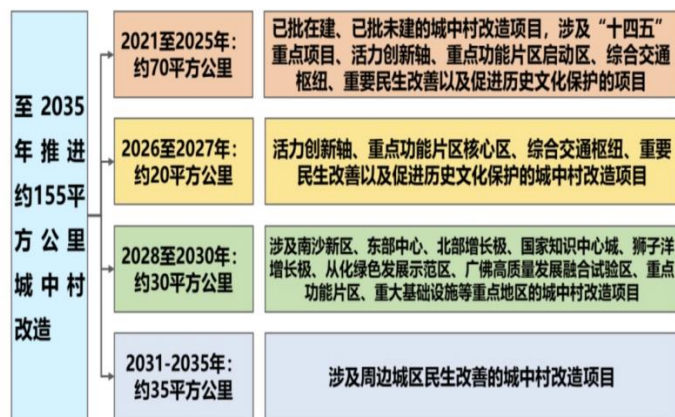 至2035
年推进
约155平
方公里
城中村
改造
2021至2025年：
约70平方公里
已批在建、已批未建的城中村改造项目，涉及“十四五”
重点项目、活力创新轴、重点功能片区启动区、综合交通
枢纽、重要民生改善以及促进历史文化保护的项目
2026至2027年：
约20平方公里
活力创新轴、重点功能片区核心区、综合交通枢纽、重要
民生改善以及促进历史文化保护的城中村改造项目
2028至2030年：
约30平方公里
涉及南沙新区、东部中心、北部增长极、国家知识中心城、狮子洋
增长极、从化绿色发展示范区、广佛高质量发展融合试验区、重点
功能片区、重大基础设施等重点地区的城中村改造项目
2031-2035年：
约35平方公里
涉及周边城区民生改善的城中村改造项目